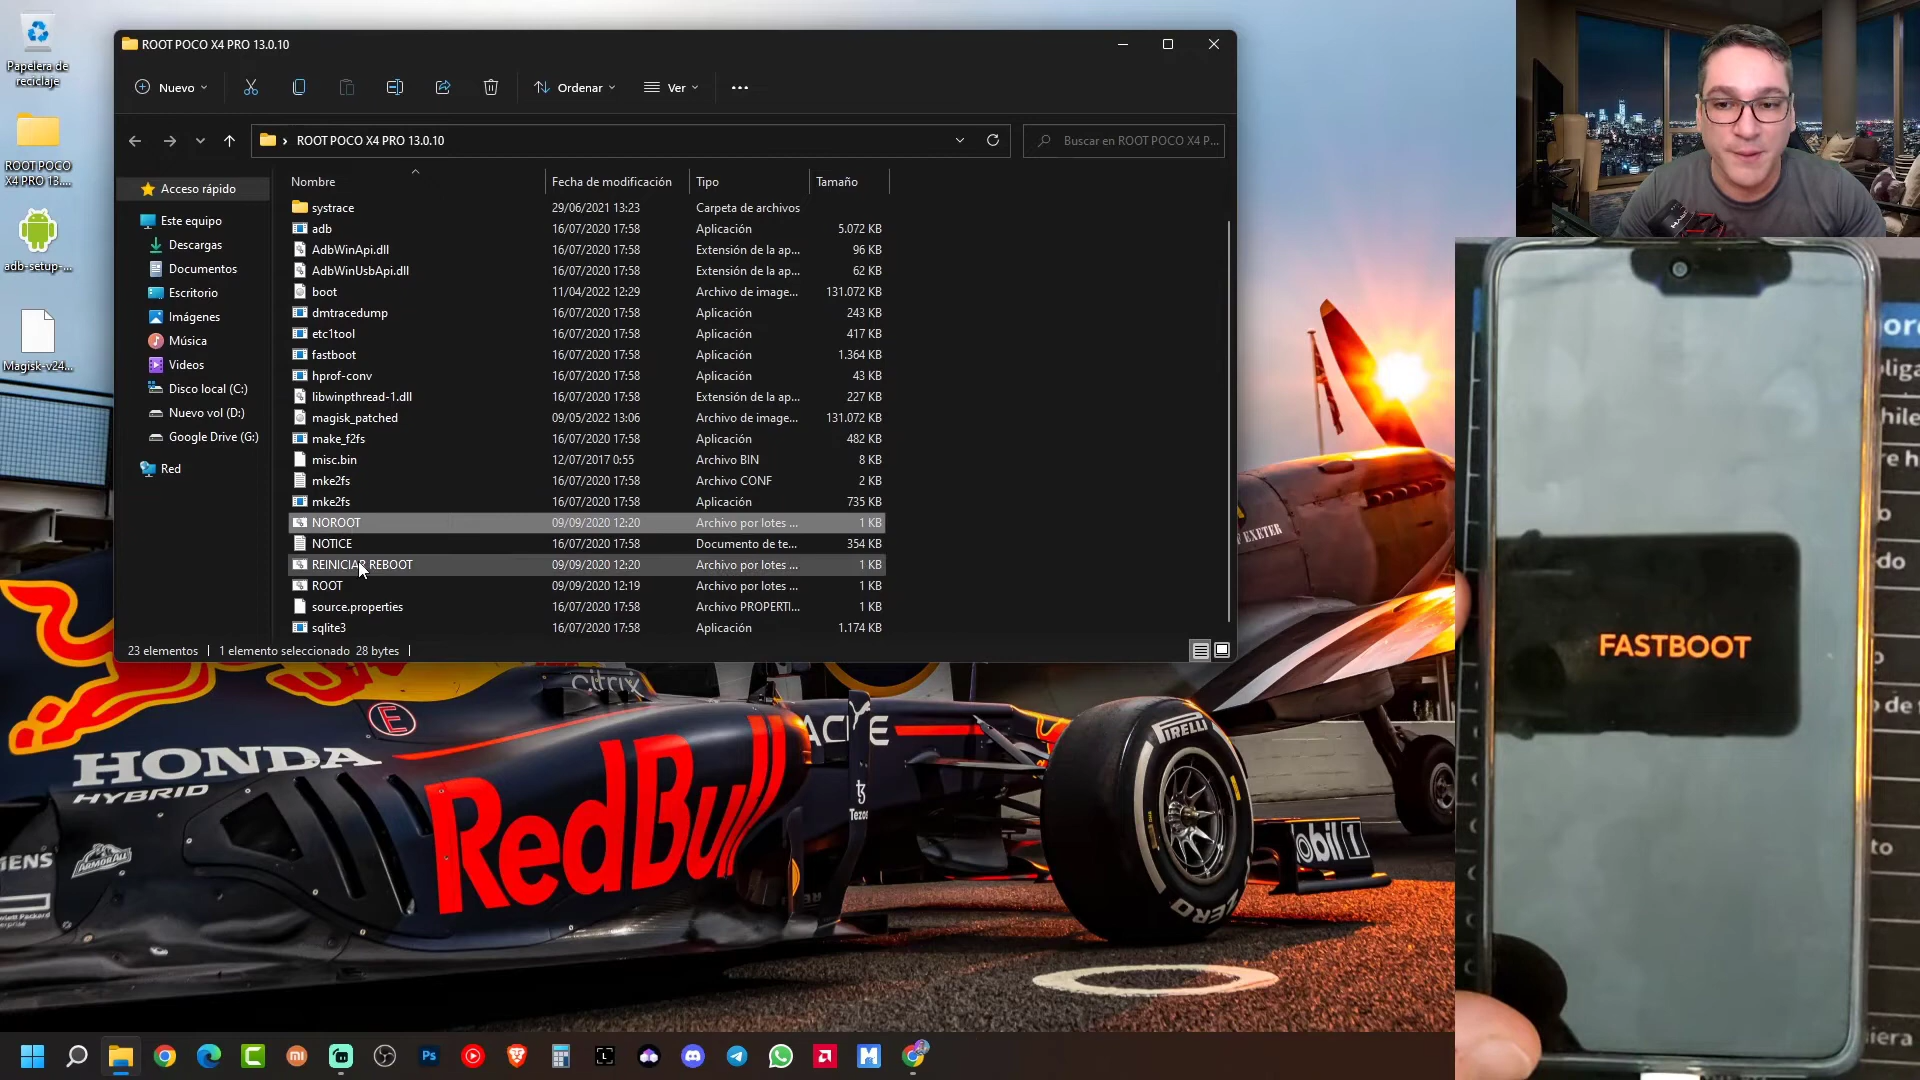 Papelera de
reciclaje
ROOT POCO
X4 PRO 13....
adb-setup-...
Magisk-v24...
ROOT POCO X4 PRO 13.0.10
Nuevo
Ordenar
Ver
ROOT POCO X4 PRO 13.0.10
Buscar en ROOT POCO X4 P...
Acceso rápido
Este equipo
Descargas
Documentos
Escritorio
Imágenes
Música
Videos
Disco local (C:)
Nuevo vol (D:)
Google Drive (G:)
Red
Nombre Fecha de modificación Tipo Tamaño
systrace 29/06/2021 13:23 Carpeta de archivos
adb 16/07/2020 17:58 Aplicación 5.072 KB
AdbWinApi.dll 16/07/2020 17:58 Extensión de la ap... 96 KB
AdbWinUsbApi.dll 16/07/2020 17:58 Extensión de la ap... 62 KB
boot 11/04/2022 12:29 Archivo de image... 131.072 KB
dmtracedump 16/07/2020 17:58 Aplicación 243 KB
etc1tool 16/07/2020 17:58 Aplicación 417 KB
fastboot 16/07/2020 17:58 Aplicación 1.364 KB
hprof-conv 16/07/2020 17:58 Aplicación 43 KB
libwinpthread-1.dll 16/07/2020 17:58 Extensión de la ap... 227 KB
magisk_patched 09/05/2022 13:06 Archivo de image... 131.072 KB
make_f2fs 16/07/2020 17:58 Aplicación 482 KB
misc.bin 12/07/2017 0:55 Archivo BIN 8 KB
mke2fs 16/07/2020 17:58 Archivo CONF 2 KB
mke2fs 16/07/2020 17:58 Aplicación 735 KB
NOROOT 09/09/2020 12:20 Archivo por lotes ... 1 KB
NOTICE 16/07/2020 17:58 Documento de te... 354 KB
REINICIAR REBOOT 09/09/2020 12:20 Archivo por lotes ... 1 KB
ROOT 09/09/2020 12:19 Archivo por lotes ... 1 KB
source.properties 16/07/2020 17:58 Archivo PROPERTI... 1 KB
sqlite3 16/07/2020 17:58 Aplicación 1.174 KB
23 elementos 1 elemento seleccionado 28 bytes
FASTBOOT
EXETER
citrix
HONDA
HYBRID
RedBull
PIRELLI
ZERO
Mobil 1
Tezos
ARMORALL
Hewlett Packard
Ps